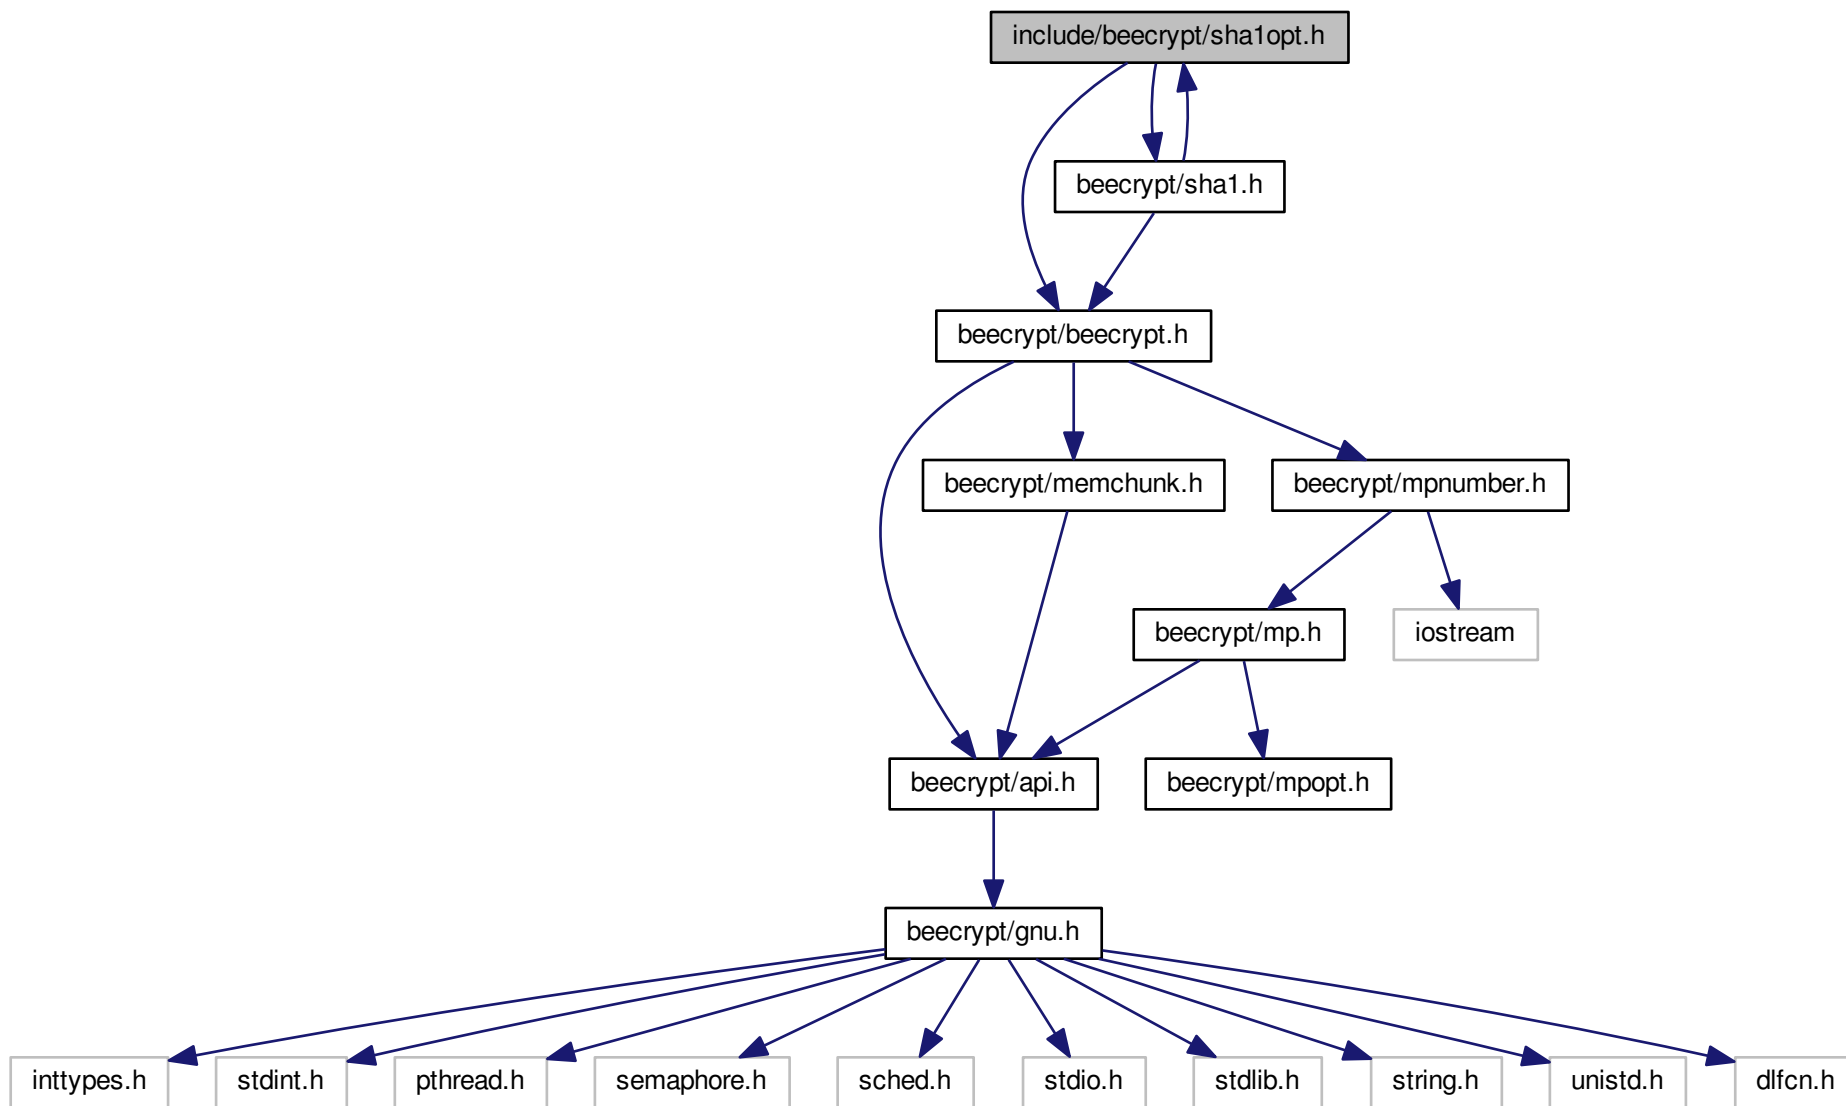 include/beecrypt/sha1opt.h
beecrypt/sha1.h
beecrypt/beecrypt.h
beecrypt/memchunk.h
beecrypt/mpnumber.h
beecrypt/mp.h
iostream
beecrypt/api.h
beecrypt/mpopt.h
beecrypt/gnu.h
inttypes.h
stdint.h
pthread.h
semaphore.h
sched.h
stdio.h
stdlib.h
string.h
unistd.h
dlfcn.h